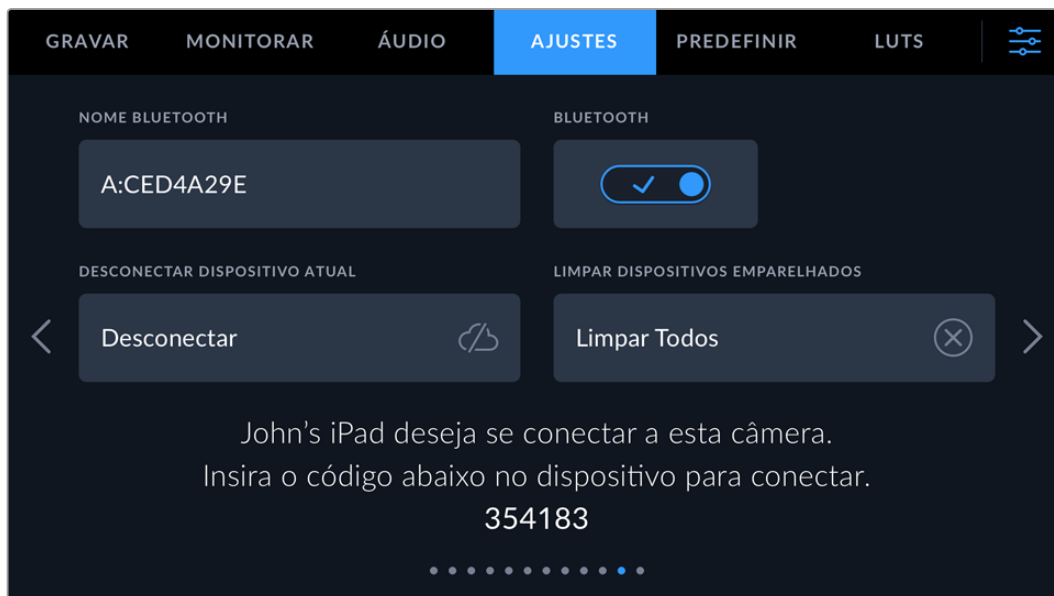 GRAVAR MONITORAR ÁUDIO AJUSTES PREDEFINIR LUTS
NOME BLUETOOTH BLUETOOTH
A:CED4A29E
DESCONECTAR DISPOSITIVO ATUAL LIMPAR DISPOSITIVOS EMPARELHADOS
Desconectar Limpar Todos
John's iPad deseja se conectar a esta câmera.
Insira o código abaixo no dispositivo para conectar.
354183